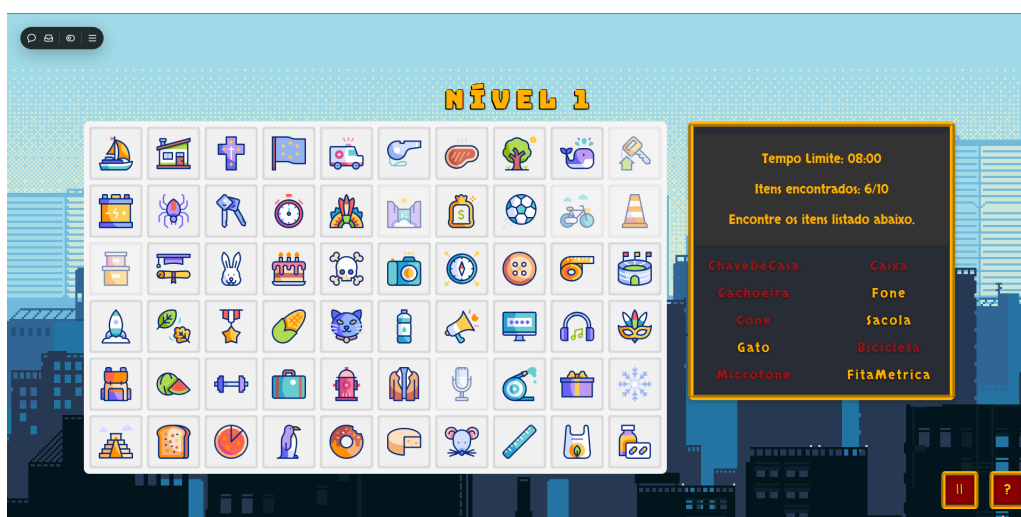 NÍVEL 1
Tempo Limite: 08:00
Itens encontrados: 6/10
Encontre os itens listado abaixo.
ChaveDeCasa Caixa
Cachoeira Fone
Cone Sacola
Gato Bicicleta
Microfone FitaMetrica
?